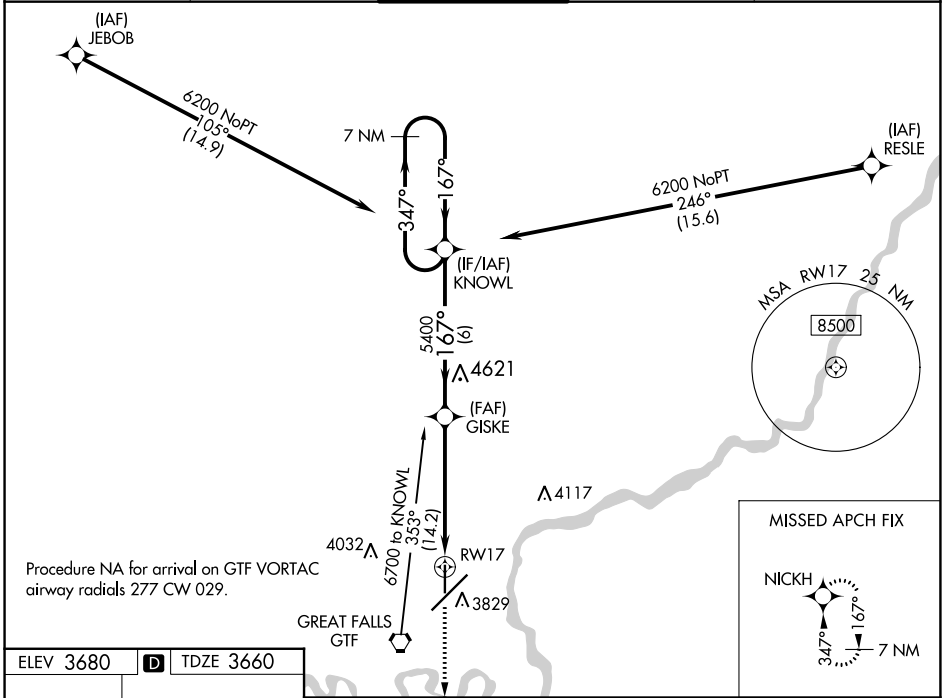 (IAF)
JEBOB
6200 NoPT
105°
(14.9)
7 NM
347°
167°
(IAF)
RESLE
6200 NoPT
246°
(15.6)
(IF/IAF)
KNOWL
5400
167°
(6)
4621
(FAF)
GISKE
MSA RW17 25 NM
8500
6700 to KNOWL
353°
(14.2)
4117
4032
RW17
3829
Procedure NA for arrival on GTF VORTAC
airway radials 277 CW 029.
GREAT FALLS
GTF
MISSED APCH FIX
NICKH
347°
167°
7 NM
ELEV 3680 D TDZE 3660